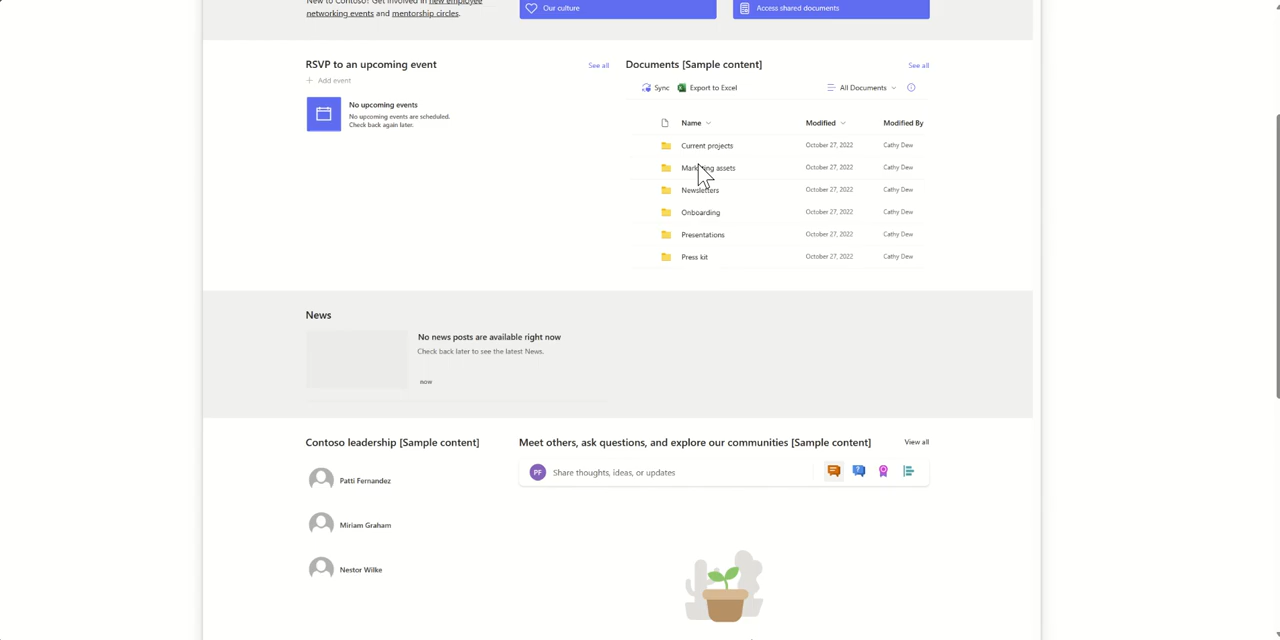 New to Contoso? Get involved in new employee
networking events and mentorship circles.
Our culture
Access shared documents
RSVP to an upcoming event
See all
+ Add event
No upcoming events
No upcoming events are scheduled.
Check back again later.
Documents [Sample content]
See all
Sync
Export to Excel
All Documents
Name
Modified
Modified By
Current projects
October 27, 2022
Cathy Dew
Marketing assets
October 27, 2022
Cathy Dew
Newsletters
October 27, 2022
Cathy Dew
Onboarding
October 27, 2022
Cathy Dew
Presentations
October 27, 2022
Cathy Dew
Press kit
October 27, 2022
Cathy Dew
News
No news posts are available right now
Check back later to see the latest News.
now
Contoso leadership [Sample content]
Patti Fernandez
Miriam Graham
Nestor Wilke
Meet others, ask questions, and explore our communities [Sample content]
View all
PF
Share thoughts, ideas, or updates